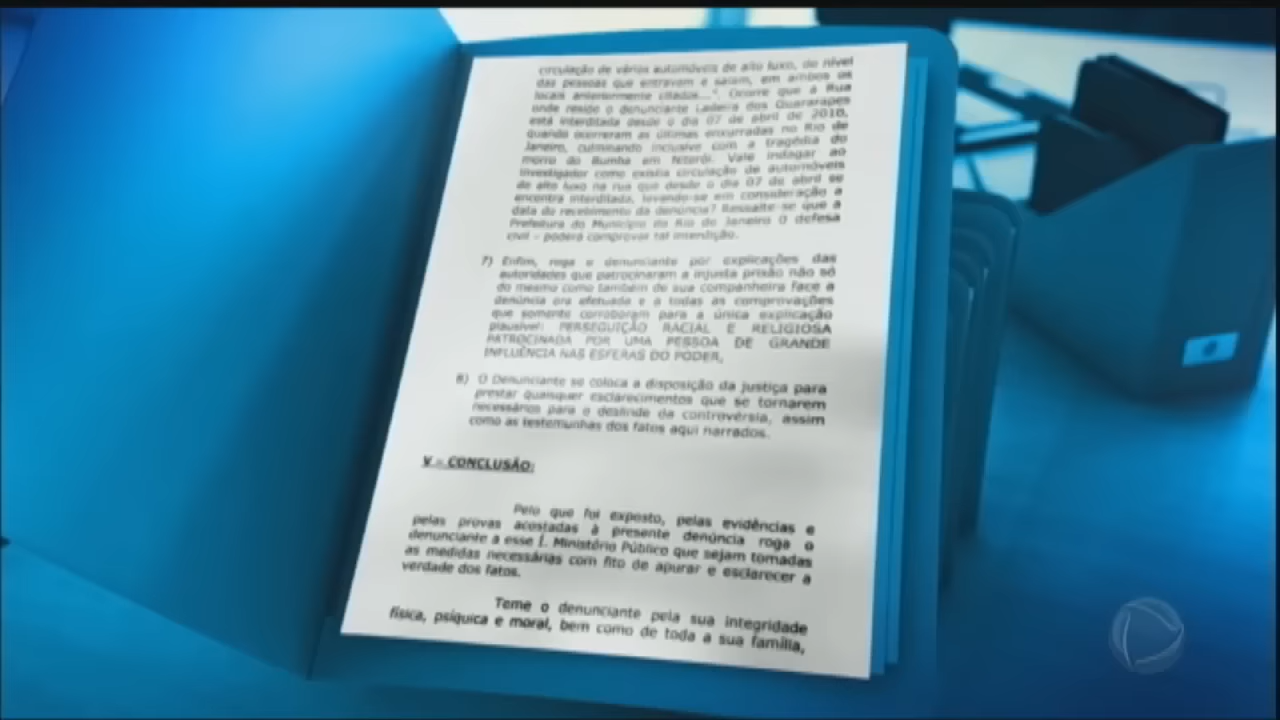 circulação de vários automóveis de alto luxo, do nível
das pessoas que entravam e saiam, em ambos os
locais anteriormente citados...". Ocorre que a Rua
onde reside o denunciante Ladeira dos Guararapes
está interditada desde o dia 07 de abril de 2010,
quando ocorreram as últimas enxurradas no Rio de
Janeiro, culminando inclusive com a tragédia do
morro do Bumba em Niterói. Vale indagar ao
investigador como existia circulação de automóveis
de alto luxo na rua que desde o dia 07 de abril se
encontra interditada, levando-se em consideração a
data do recebimento da denúncia? Ressalte-se que a
Prefeitura do Município do Rio de Janeiro O defesa
civil – poderá comprovar tal interdição.
7) Enfim, roga o denunciante por explicações das
autoridades que patrocinaram a injusta prisão não só
do mesmo como também de sua companheira face a
denúncia ora efetuada e a todas as comprovações
que somente corroboram para a única explicação
plausível: PERSEGUIÇÃO RACIAL E RELIGIOSA
PATROCINADA POR UMA PESSOA DE GRANDE
INFLUÊNCIA NAS ESFERAS DO PODER,
8) O Denunciante se coloca a disposição da justiça para
prestar quaisquer esclarecimentos que se tornarem
necessários para o deslinde da controvérsia, assim
como as testemunhas dos fatos aqui narrados.
V – CONCLUSÃO:
Pelo que foi exposto, pelas evidências e
pelas provas acostadas à presente denúncia roga o
denunciante a esse I. Ministério Público que sejam tomadas
as medidas necessárias com fito de apurar e esclarecer a
verdade dos fatos.
Teme o denunciante pela sua integridade
física, psíquica e moral, bem como de toda a sua família,